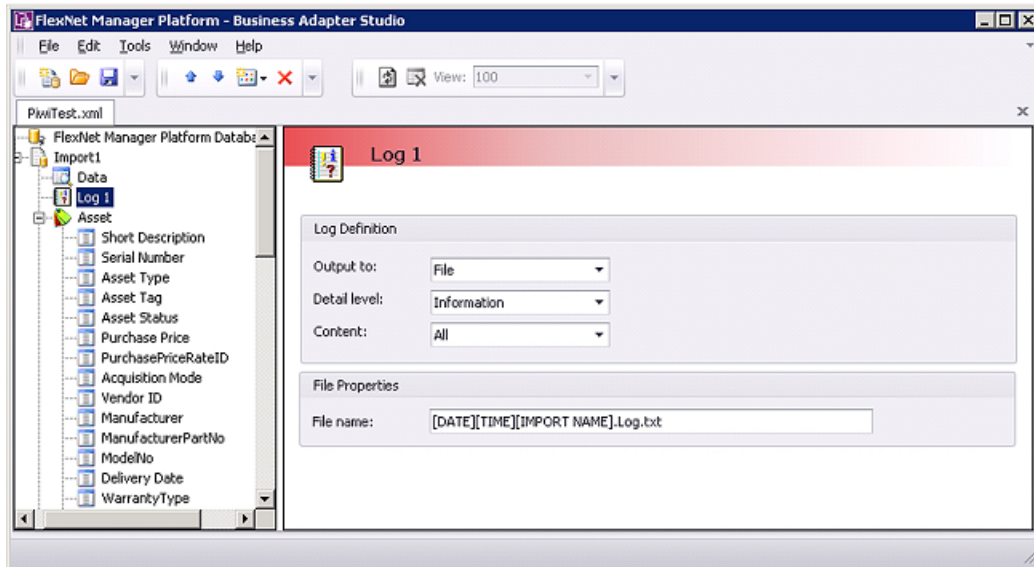 FlexNet Manager Platform - Business Adapter Studio
File Edit Tools Window Help
View: 100
PiwiTest.xml
FlexNet Manager Platform Databa
Import1
Data
Log 1
Asset
Short Description
Serial Number
Asset Type
Asset Tag
Asset Status
Purchase Price
PurchasePriceRateID
Acquisition Mode
Vendor ID
Manufacturer
ManufacturerPartNo
ModelNo
Delivery Date
WarrantyType
Log 1
Log Definition
Output to: File
Detail level: Information
Content: All
File Properties
File name: [DATE][TIME][IMPORT NAME].Log.txt